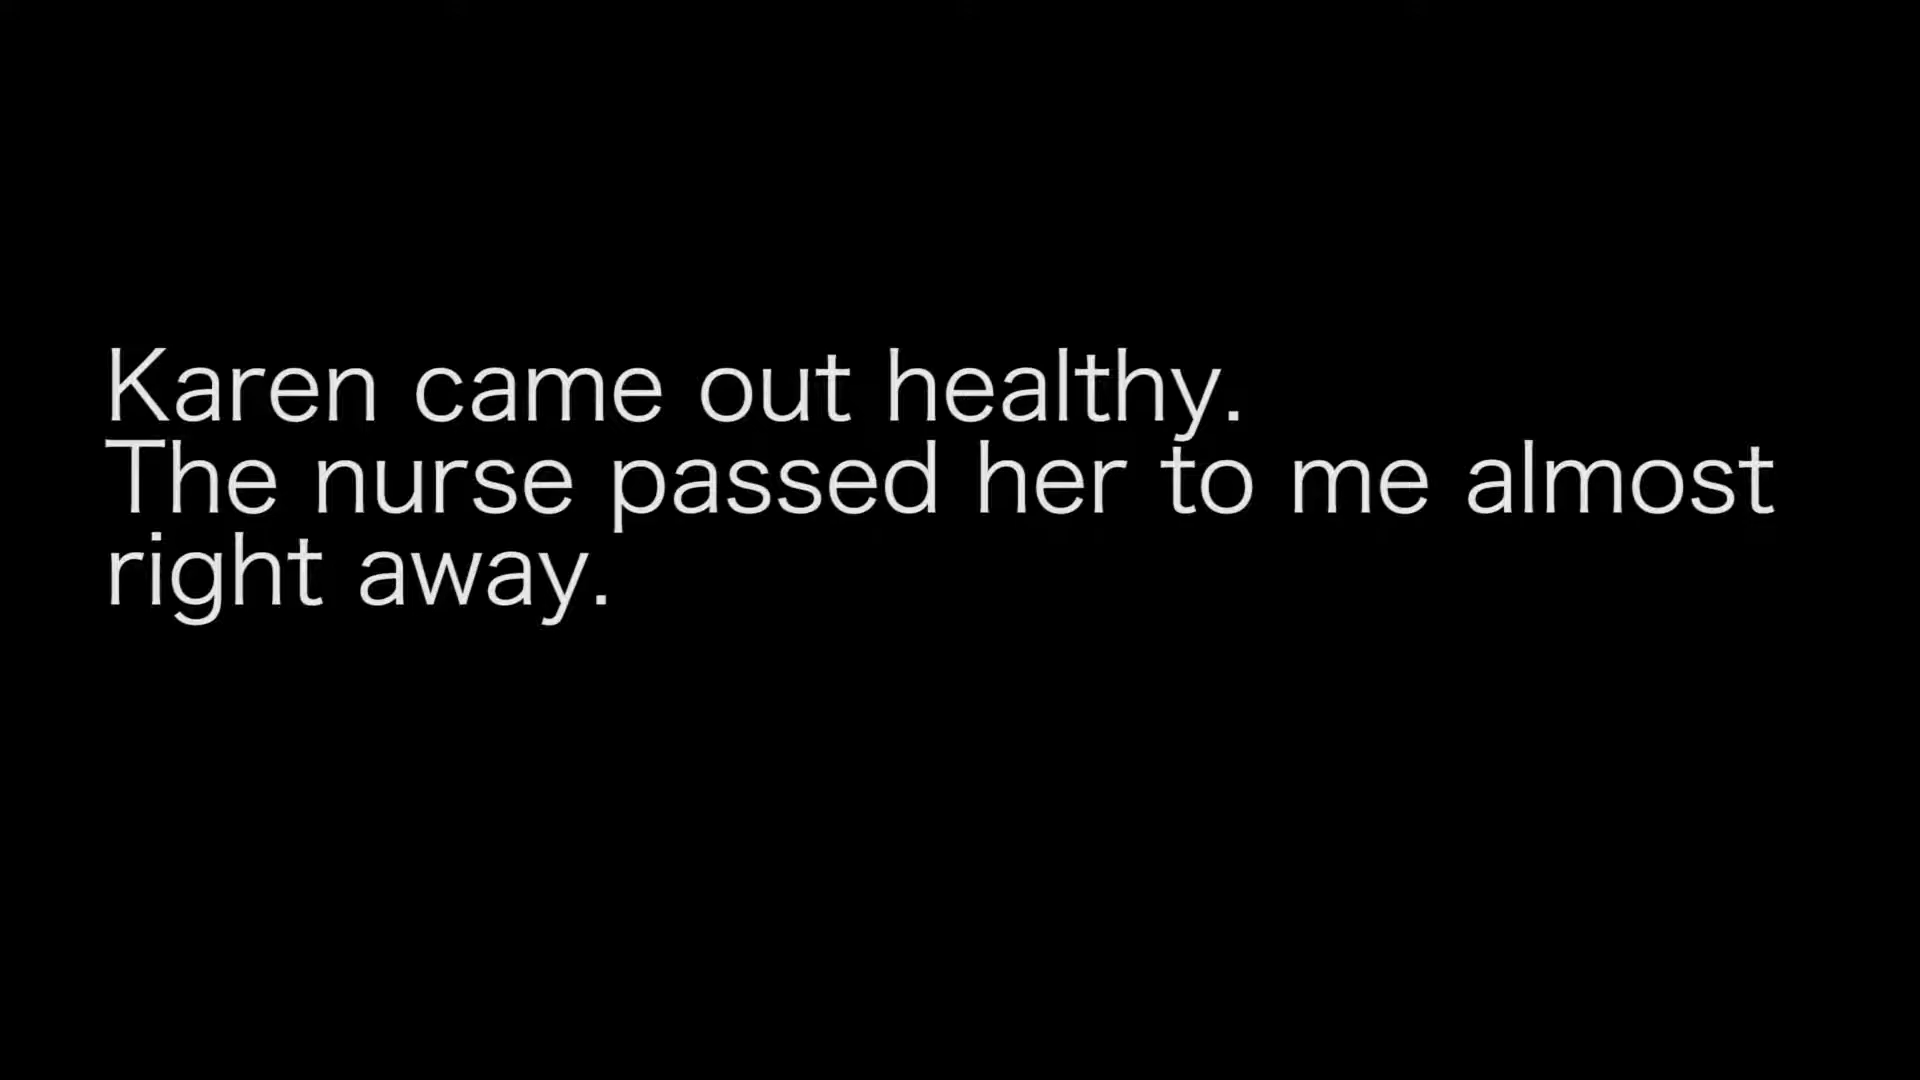 Karen came out healthy.
The nurse passed her to me almost
right away.